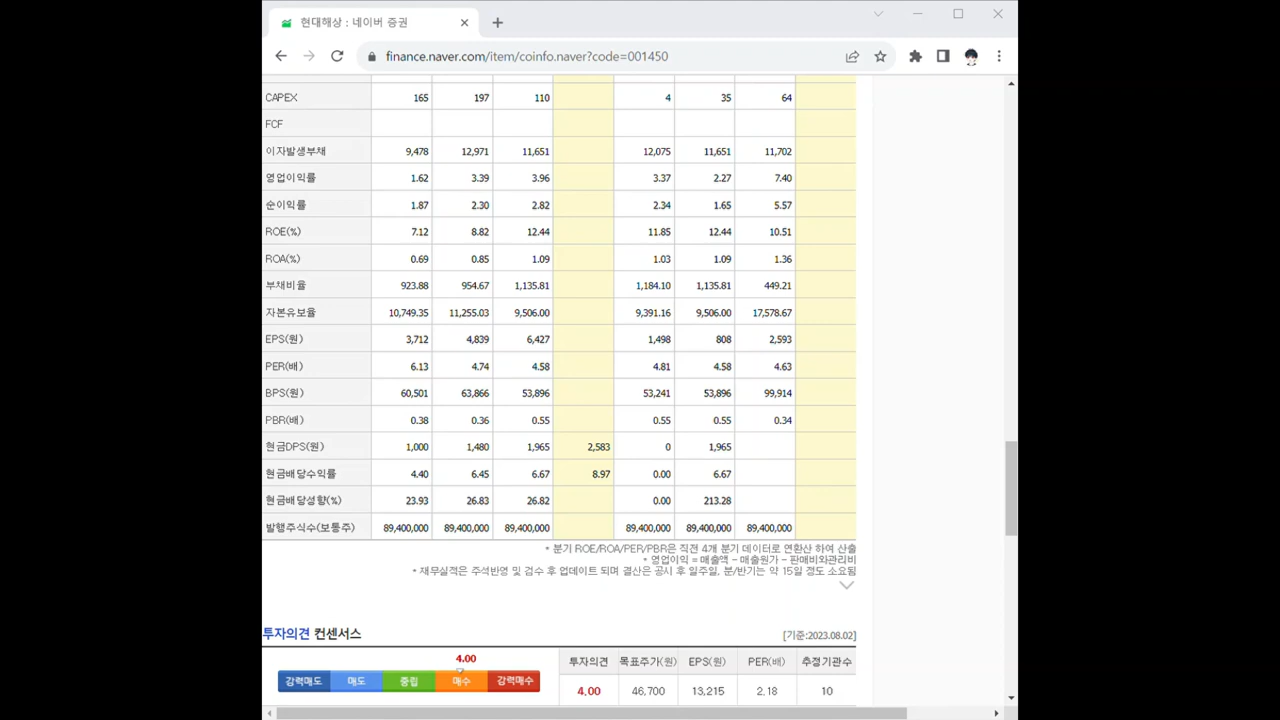 현대해상 : 네이버 증권
finance.naver.com/item/coinfo.naver?code=001450
CAPEX 165 197 110 4 35 64
FCF
이자발생부채 9,478 12,971 11,651 12,075 11,651 11,702
영업이익률 1.62 3.39 3.96 3.37 2.27 7.40
순이익률 1.87 2.30 2.82 2.34 1.65 5.57
ROE(%) 7.12 8.82 12.44 11.85 12.44 10.51
ROA(%) 0.69 0.85 1.09 1.03 1.09 1.36
부채비율 923.88 954.67 1,135.81 1,184.10 1,135.81 449.21
자본유보율 10,749.35 11,255.03 9,506.00 9,391.16 9,506.00 17,578.67
EPS(원) 3,712 4,839 6,427 1,498 808 2,593
PER(배) 6.13 4.74 4.58 4.81 4.58 4.63
BPS(원) 60,501 63,866 53,896 53,241 53,896 99,914
PBR(배) 0.38 0.36 0.55 0.55 0.55 0.34
현금DPS(원) 1,000 1,480 1,965 2,583 0 1,965
현금배당수익률 4.40 6.45 6.67 8.97 0.00 6.67
현금배당성향(%) 23.93 26.83 26.82 0.00 213.28
발행주식수(보통주) 89,400,000 89,400,000 89,400,000 89,400,000 89,400,000 89,400,000
* 분기 ROE/ROA/PER/PBR은 직전 4개 분기 데이터로 연환산 하여 산출
* 영업이익 = 매출액 - 매출원가 - 판매비와관리비
* 재무실적은 주석반영 및 검수 후 업데이트 되며 결산은 공시 후 일주일, 분/반기는 약 15일 정도 소요됨
투자의견 컨센서스 [기준:2023.08.02]
4.00
강력매도 매도 중립 매수 강력매수
투자의견 목표주가(원) EPS(원) PER(배) 추정기관수
4.00 46,700 13,215 2.18 10